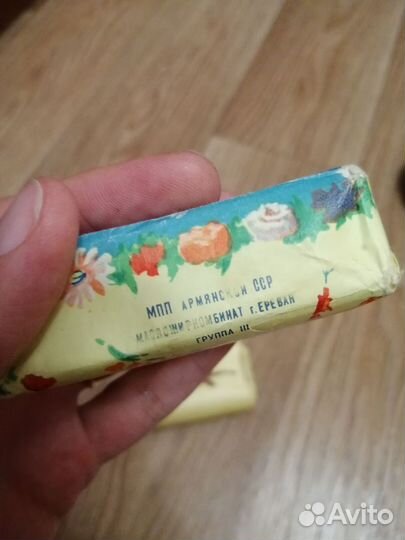 МПП АРМЯНСКОЙ ССР
МАСЛОЖИРКОМБИНАТ г. ЕРЕВАН
ГРУППА III
Avito